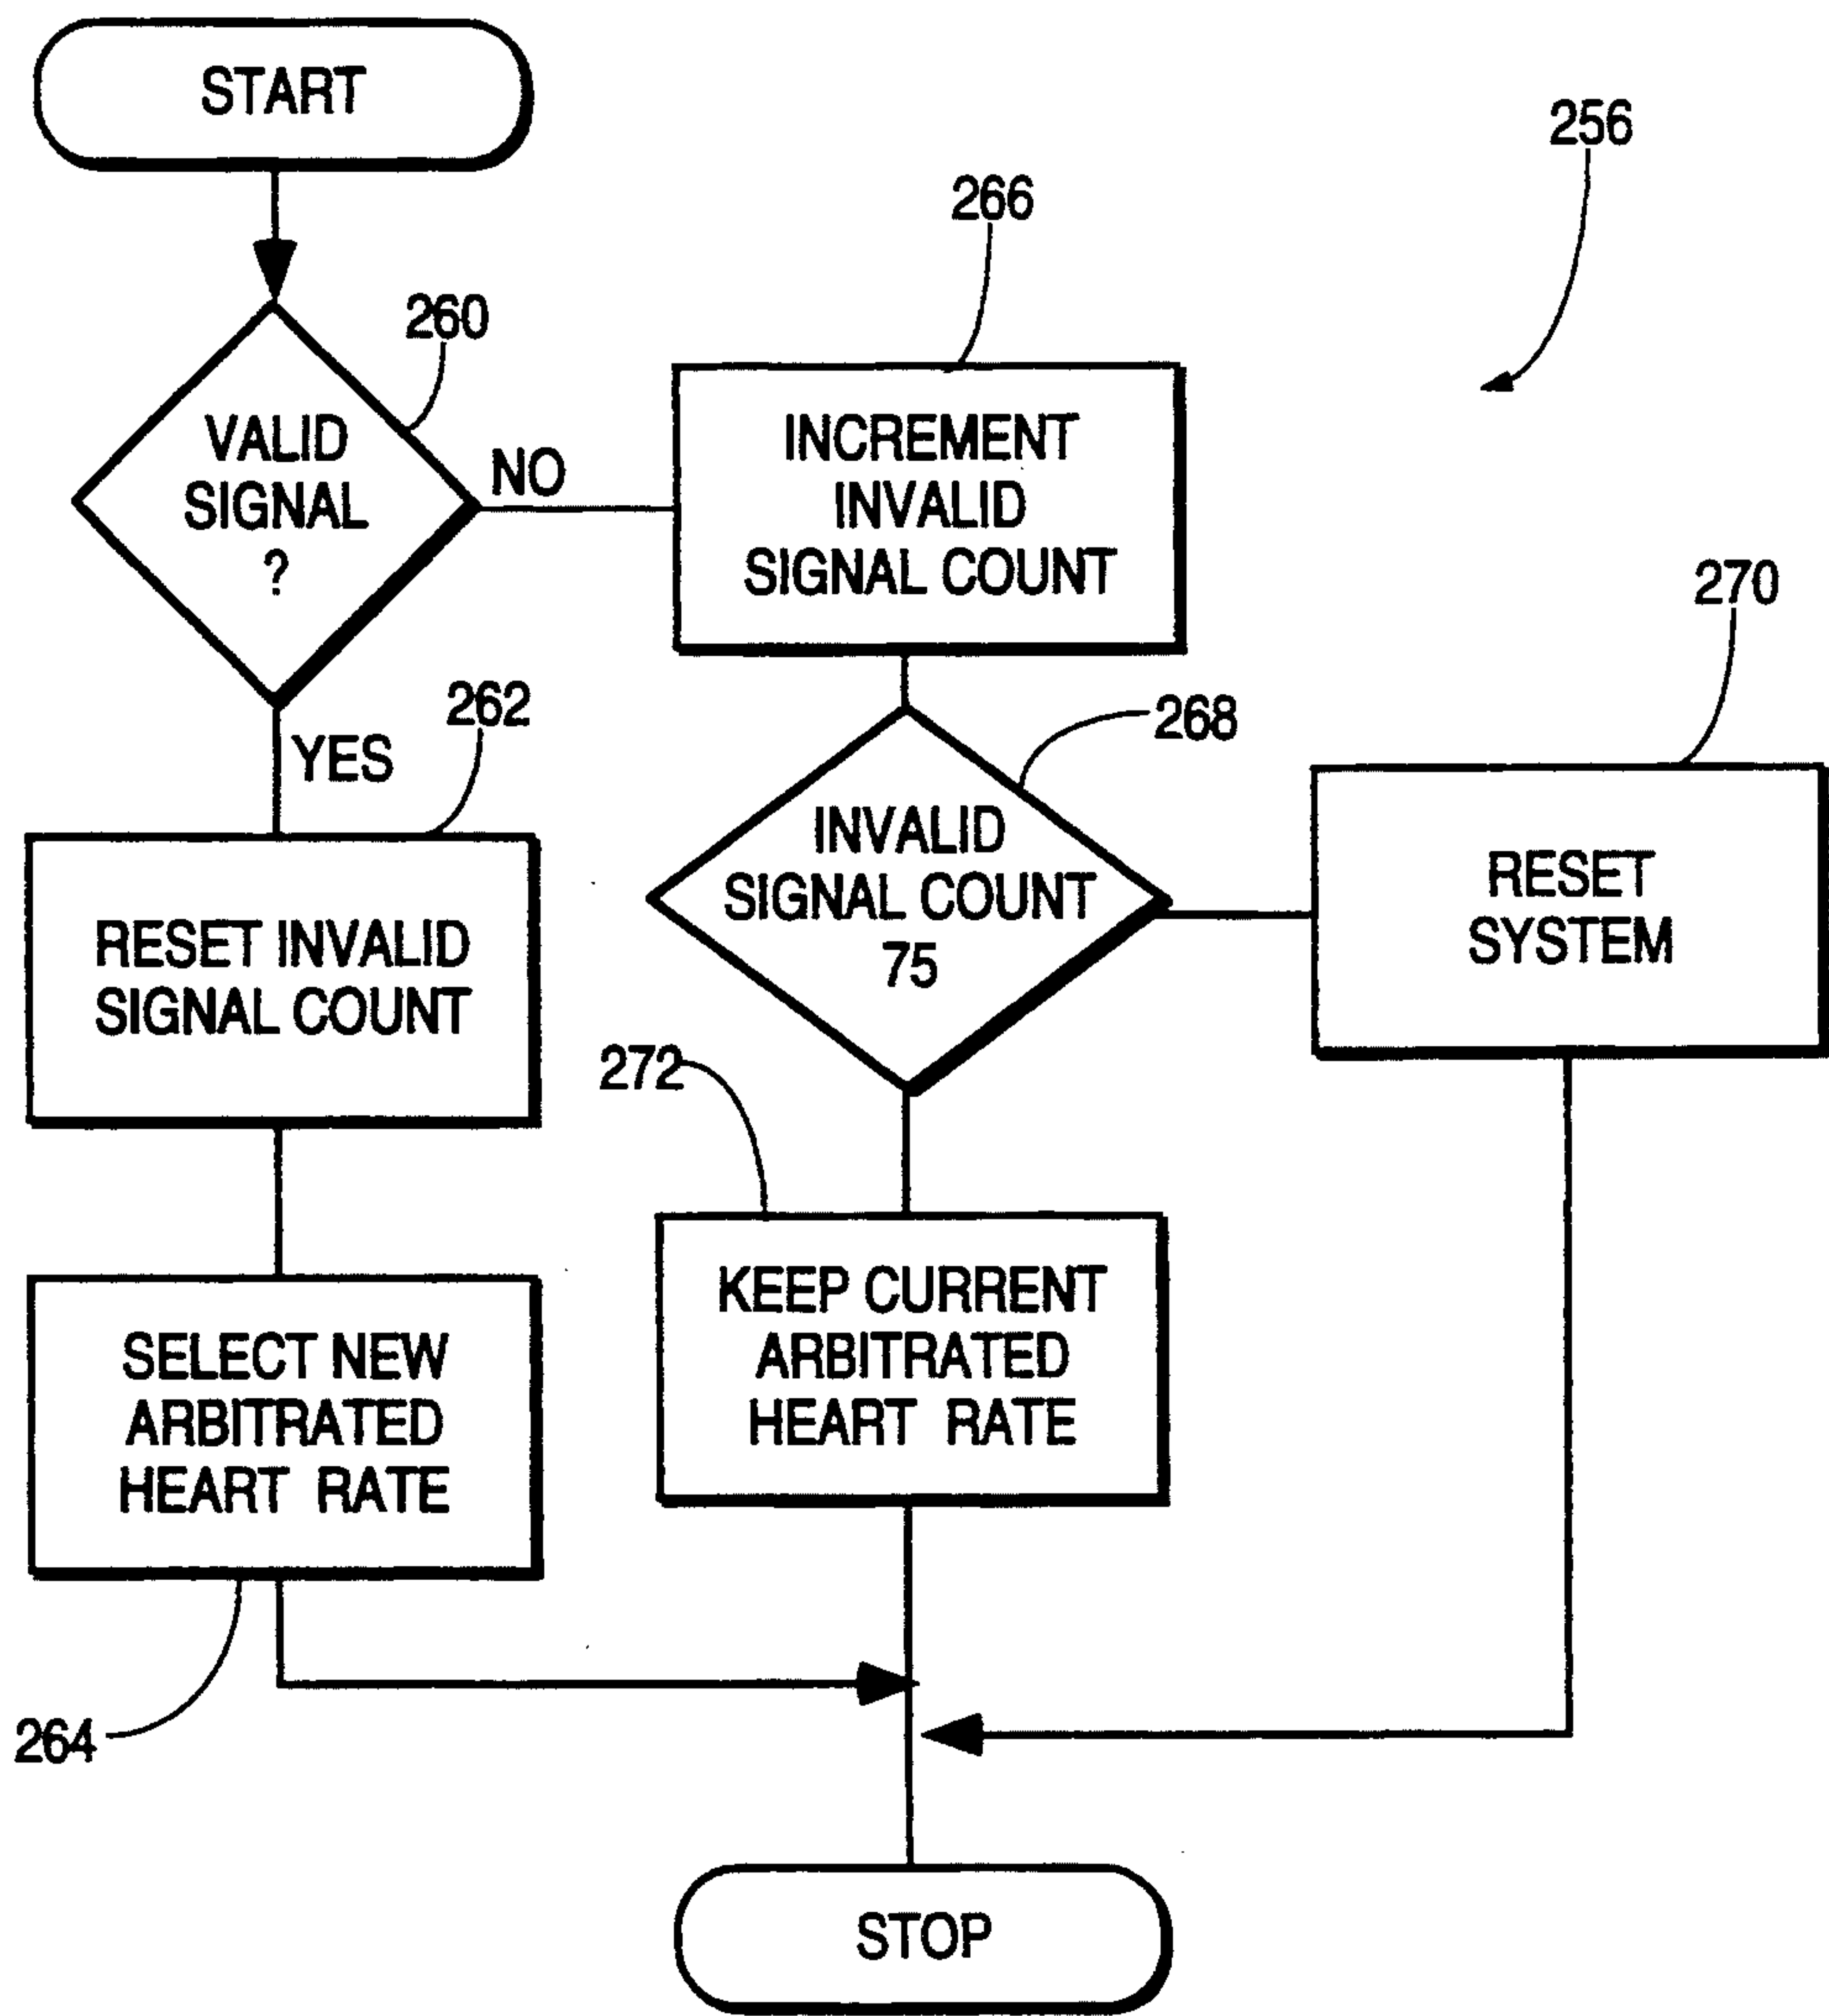 START
256
266
260
VALID
SIGNAL
?
NO
INCREMENT
INVALID
SIGNAL COUNT
270
262
268
YES
INVALID
SIGNAL COUNT
75
RESET
SYSTEM
RESET INVALID
SIGNAL COUNT
272
KEEP CURRENT
ARBITRATED
HEART RATE
SELECT NEW
ARBITRATED
HEART RATE
264
STOP